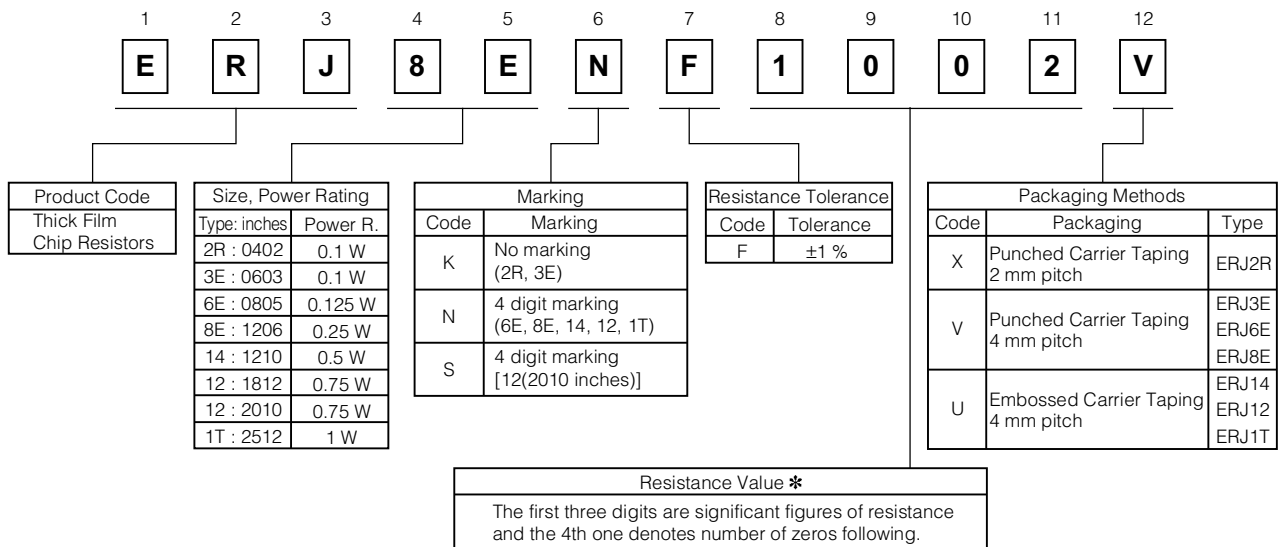 1 2 3 4 5 6 7 8 9 10 11 12
E R J 8 E N F 1 0 0 2 V
Product Code
Thick Film
Chip Resistors
Size, Power Rating
Type: inches Power R.
2R : 0402 0.1 W
3E : 0603 0.1 W
6E : 0805 0.125 W
8E : 1206 0.25 W
14 : 1210 0.5 W
12 : 1812 0.75 W
12 : 2010 0.75 W
1T : 2512 1 W
Marking
Code Marking
K No marking
(2R, 3E)
N 4 digit marking
(6E, 8E, 14, 12, 1T)
S 4 digit marking
[12(2010 inches)]
Resistance Tolerance
Code Tolerance
F ±1 %
Packaging Methods
Code Packaging Type
X Punched Carrier Taping
2 mm pitch
ERJ2R
V Punched Carrier Taping
4 mm pitch
ERJ3E
ERJ6E
ERJ8E
U Embossed Carrier Taping
4 mm pitch
ERJ14
ERJ12
ERJ1T
Resistance Value ✻
The first three digits are significant figures of resistance
and the 4th one denotes number of zeros following.